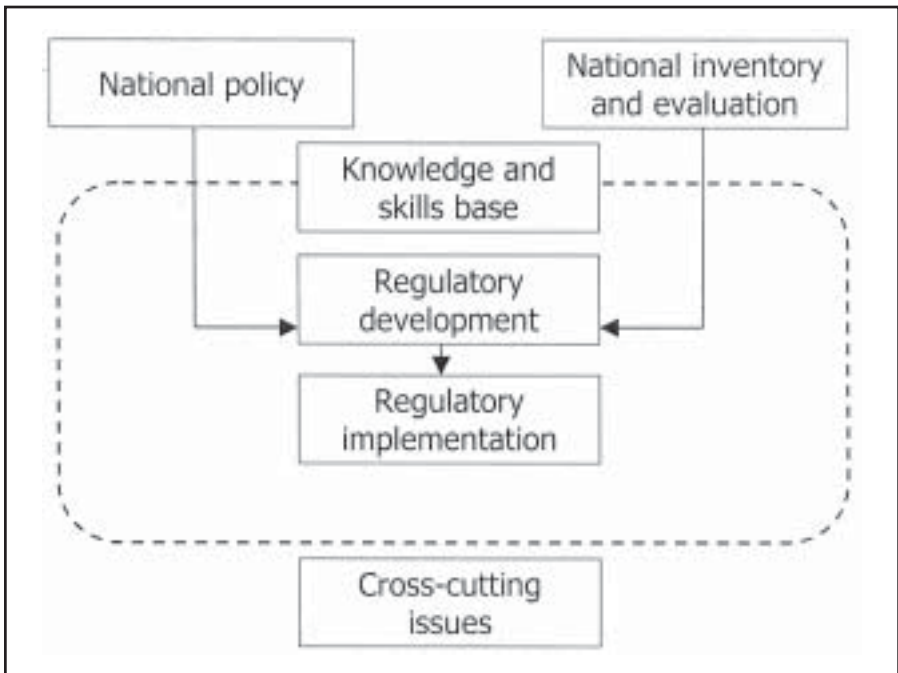 National policy
National inventory
and evaluation
Knowledge and
skills base
Regulatory
development
Regulatory
implementation
Cross-cutting
issues